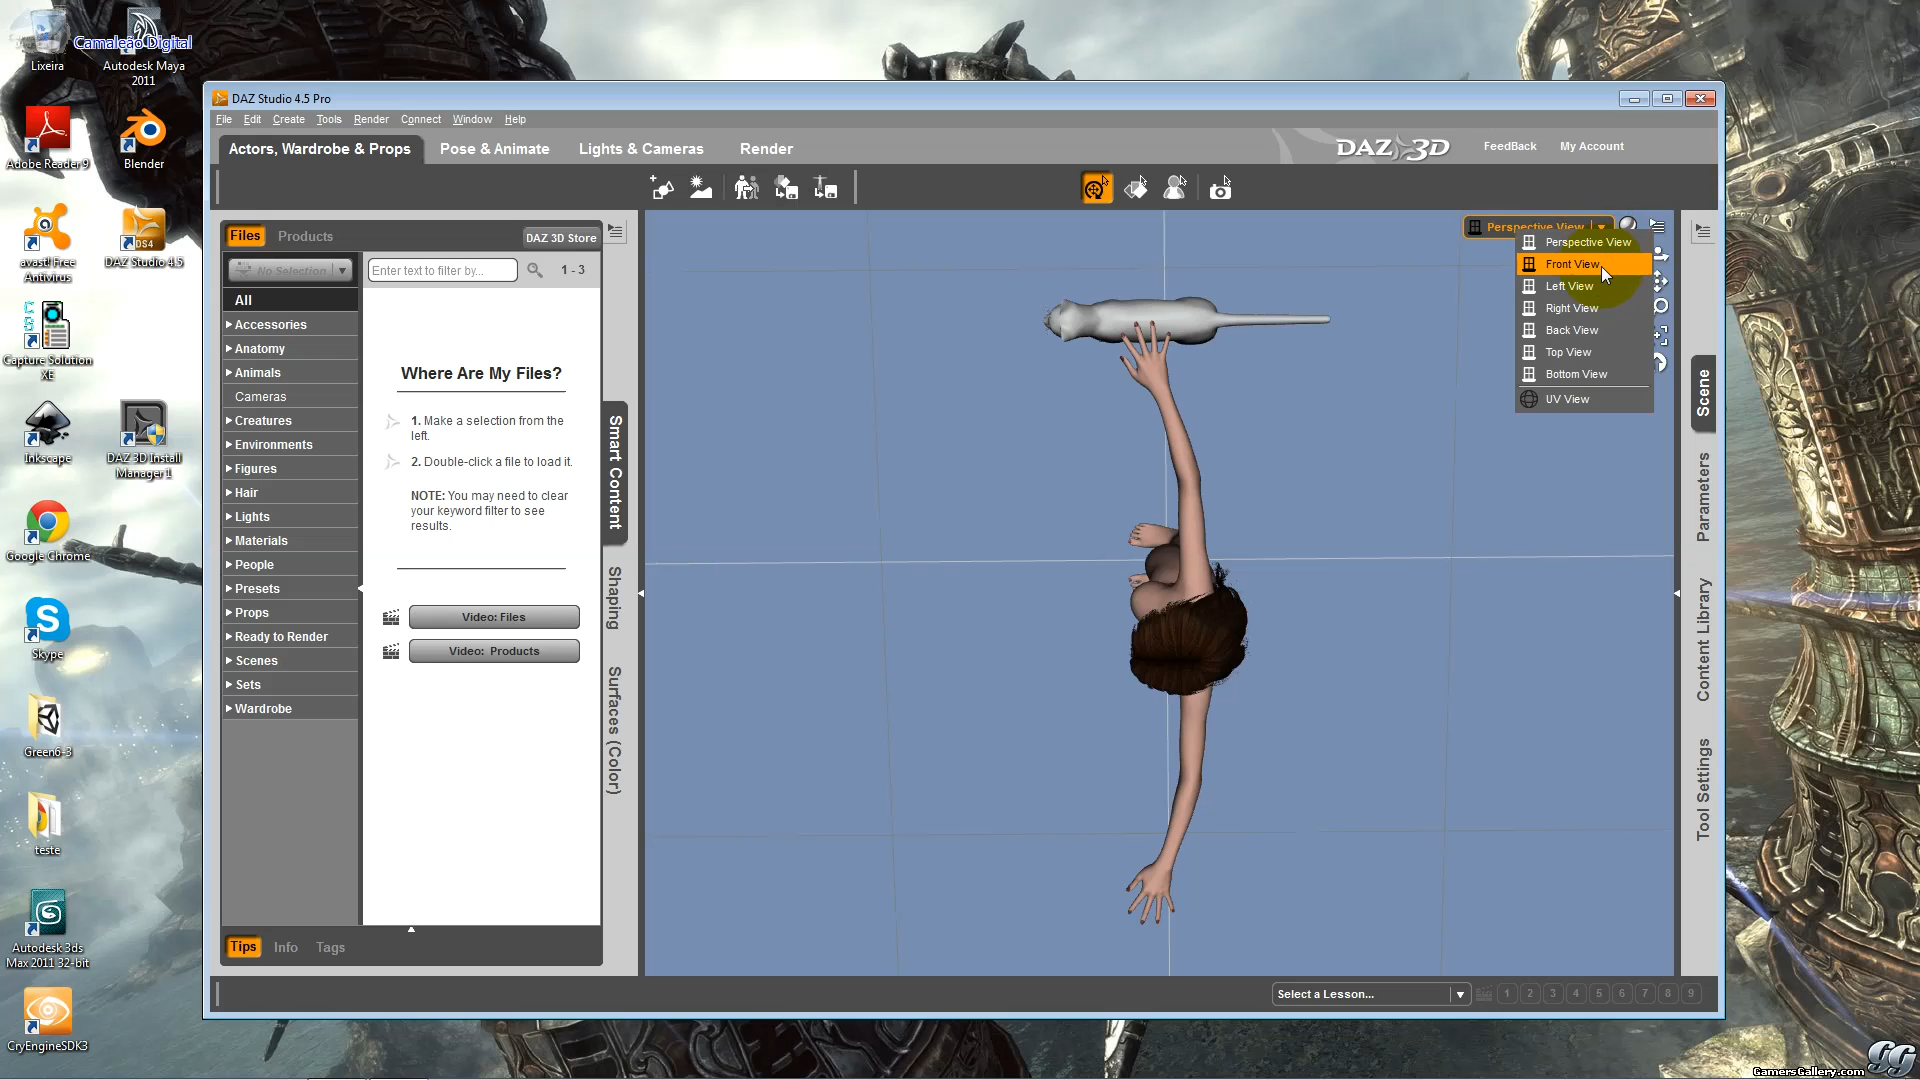 Camaleão Digital
Lixeira
Autodesk Maya
2011
Adobe Reader 9
Blender
avast! Free
Antivirus
DS4
DAZ Studio 4.5
Capture Solution
XE
Inkscape
DAZ 3D Install
Manager 1
Google Chrome
Skype
Green6-3
teste
Autodesk 3ds
Max 2011 32-bit
CryEngineSDK3
DAZ Studio 4.5 Pro
File Edit Create Tools Render Connect Window Help
Actors, Wardrobe & Props Pose & Animate Lights & Cameras Render
DAZ 3D FeedBack My Account
Files Products DAZ 3D Store
No Selection
Enter text to filter by... 1 - 3
All
Accessories
Anatomy
Animals
Cameras
Creatures
Environments
Figures
Hair
Lights
Materials
People
Presets
Props
Ready to Render
Scenes
Sets
Wardrobe
Where Are My Files?
1. Make a selection from the
left.
2. Double-click a file to load it.
NOTE: You may need to clear
your keyword filter to see
results.
Video: Files
Video: Products
Tips Info Tags
Smart Content
Shaping
Surfaces (Color)
Perspective View
Perspective View
Front View
Left View
Right View
Back View
Top View
Bottom View
UV View
Scene
Parameters
Content Library
Tool Settings
Select a Lesson... 1 2 3 4 5 6 7 8 9
GG
GamersGallery.com